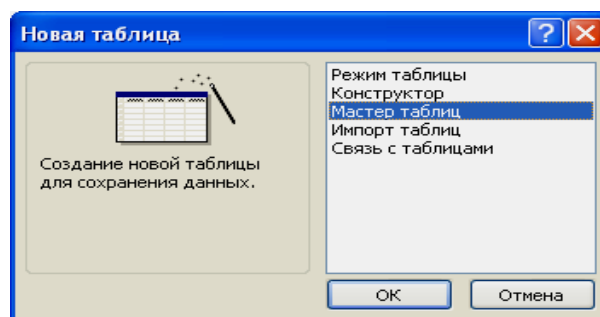 Новая таблица
Создание новой таблицы
для сохранения данных.
Режим таблицы
Конструктор
Мастер таблиц
Импорт таблиц
Связь с таблицами
ОК
Отмена